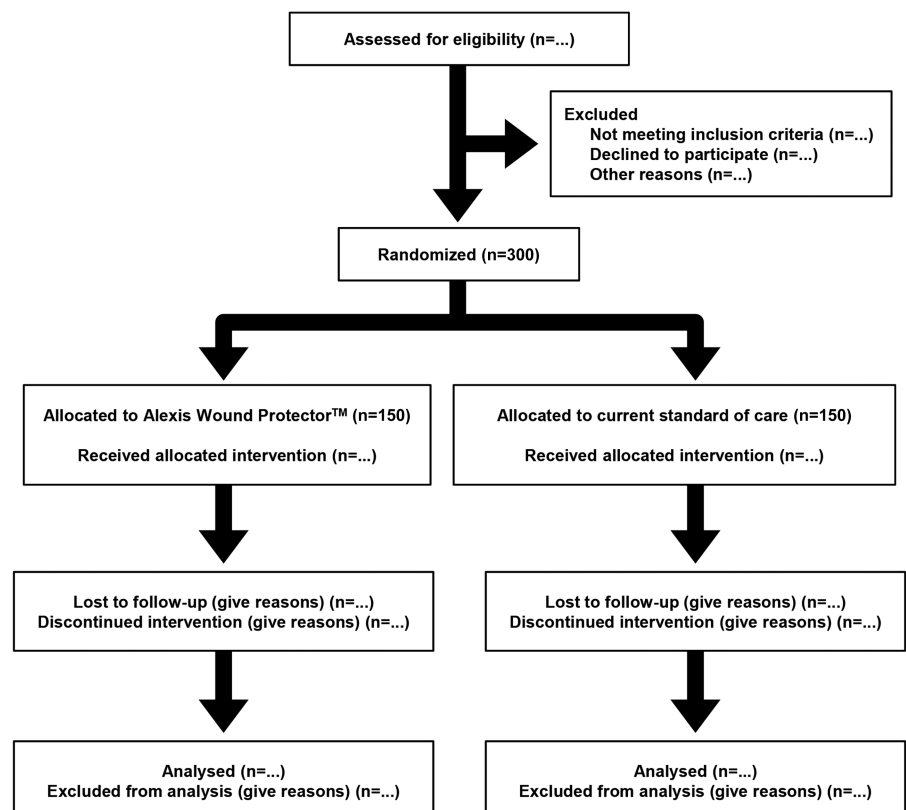 Assessed for eligibility (n=...)
Excluded
Not meeting inclusion criteria (n=...)
Declined to participate (n=...)
Other reasons (n=...)
Randomized (n=300)
Allocated to Alexis Wound Protector™ (n=150)
Received allocated intervention (n=...)
Allocated to current standard of care (n=150)
Received allocated intervention (n=...)
Lost to follow-up (give reasons) (n=...)
Discontinued intervention (give reasons) (n=...)
Lost to follow-up (give reasons) (n=...)
Discontinued intervention (give reasons) (n=...)
Analysed (n=...)
Excluded from analysis (give reasons) (n=...)
Analysed (n=...)
Excluded from analysis (give reasons) (n=...)